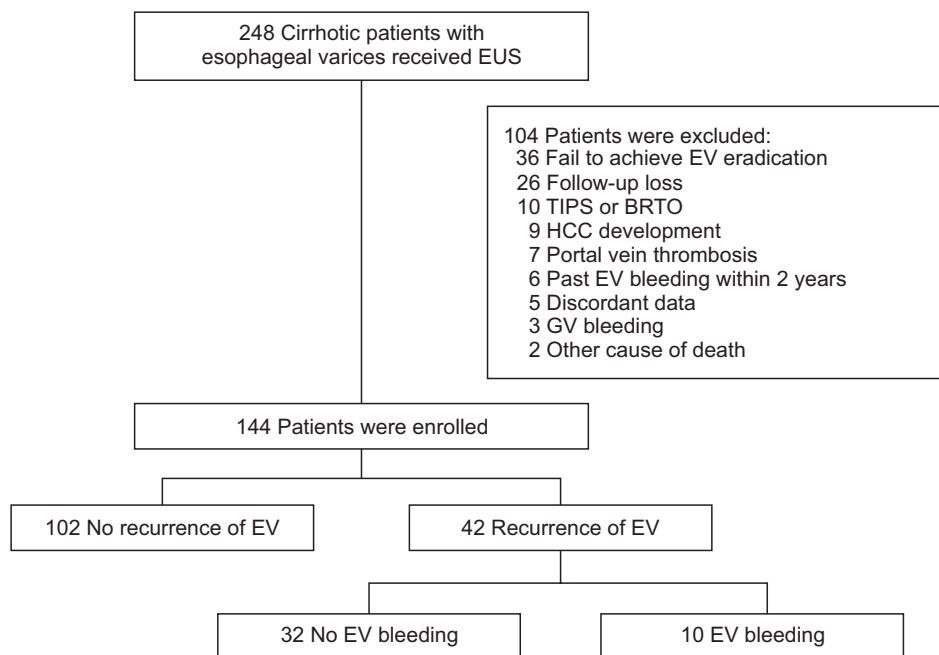 248 Cirrhotic patients with
esophageal varices received EUS
104 Patients were excluded:
36 Fail to achieve EV eradication
26 Follow-up loss
10 TIPS or BRTO
9 HCC development
7 Portal vein thrombosis
6 Past EV bleeding within 2 years
5 Discordant data
3 GV bleeding
2 Other cause of death
144 Patients were enrolled
102 No recurrence of EV
42 Recurrence of EV
32 No EV bleeding
10 EV bleeding